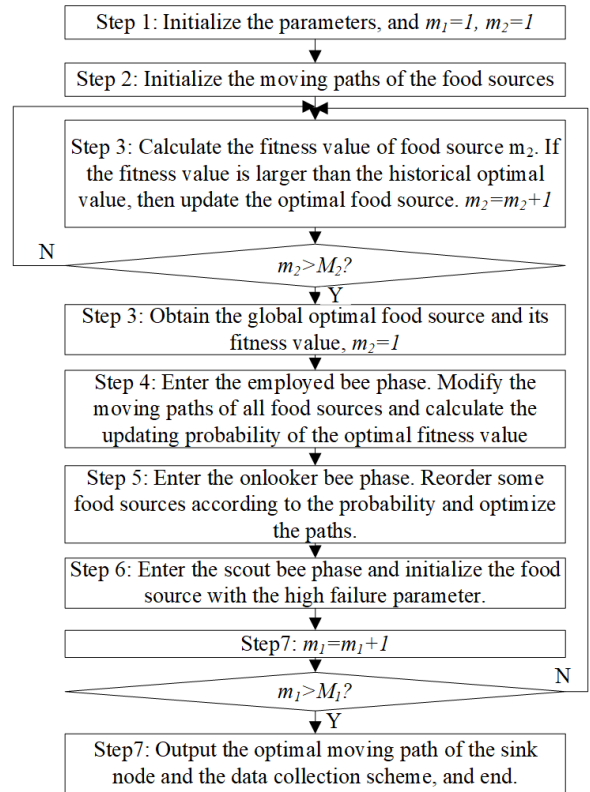 Step 1: Initialize the parameters, and m₁=1, m₂=1
Step 2: Initialize the moving paths of the food sources
Step 3: Calculate the fitness value of food source m₂. If
the fitness value is larger than the historical optimal
value, then update the optimal food source. m₂=m₂+1
N
m₂>M₂?
Y
Step 3: Obtain the global optimal food source and its
fitness value, m₂=1
Step 4: Enter the employed bee phase. Modify the
moving paths of all food sources and calculate the
updating probability of the optimal fitness value
Step 5: Enter the onlooker bee phase. Reorder some
food sources according to the probability and optimize
the paths.
Step 6: Enter the scout bee phase and initialize the food
source with the high failure parameter.
Step7: m₁=m₁+1
N
m₁>M₁?
Y
Step7: Output the optimal moving path of the sink
node and the data collection scheme, and end.